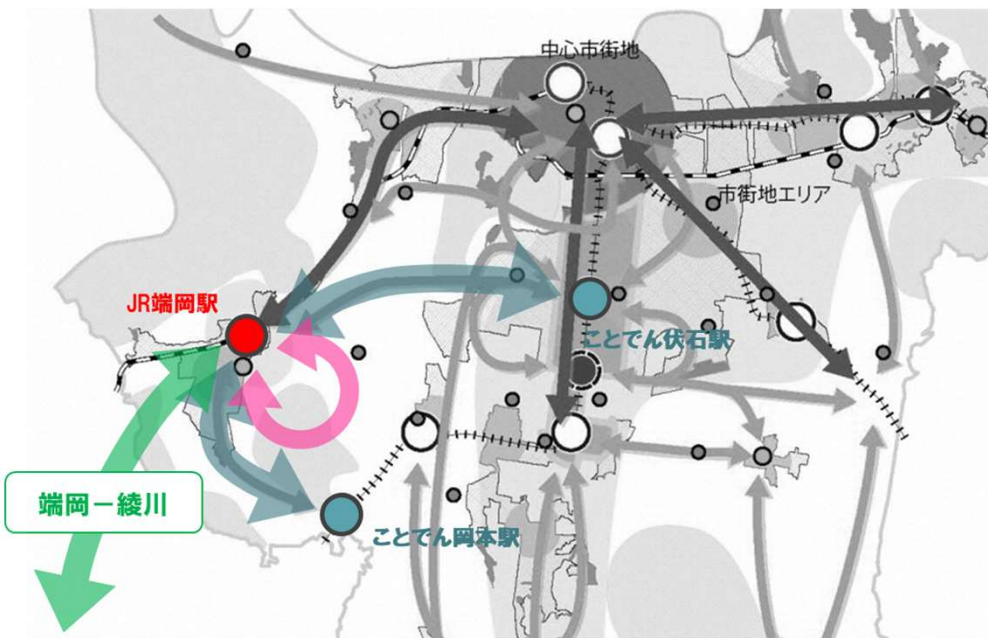 中心市街地
市街地エリア
JR端岡駅
ことでん伏石駅
端岡－綾川
ことでん岡本駅